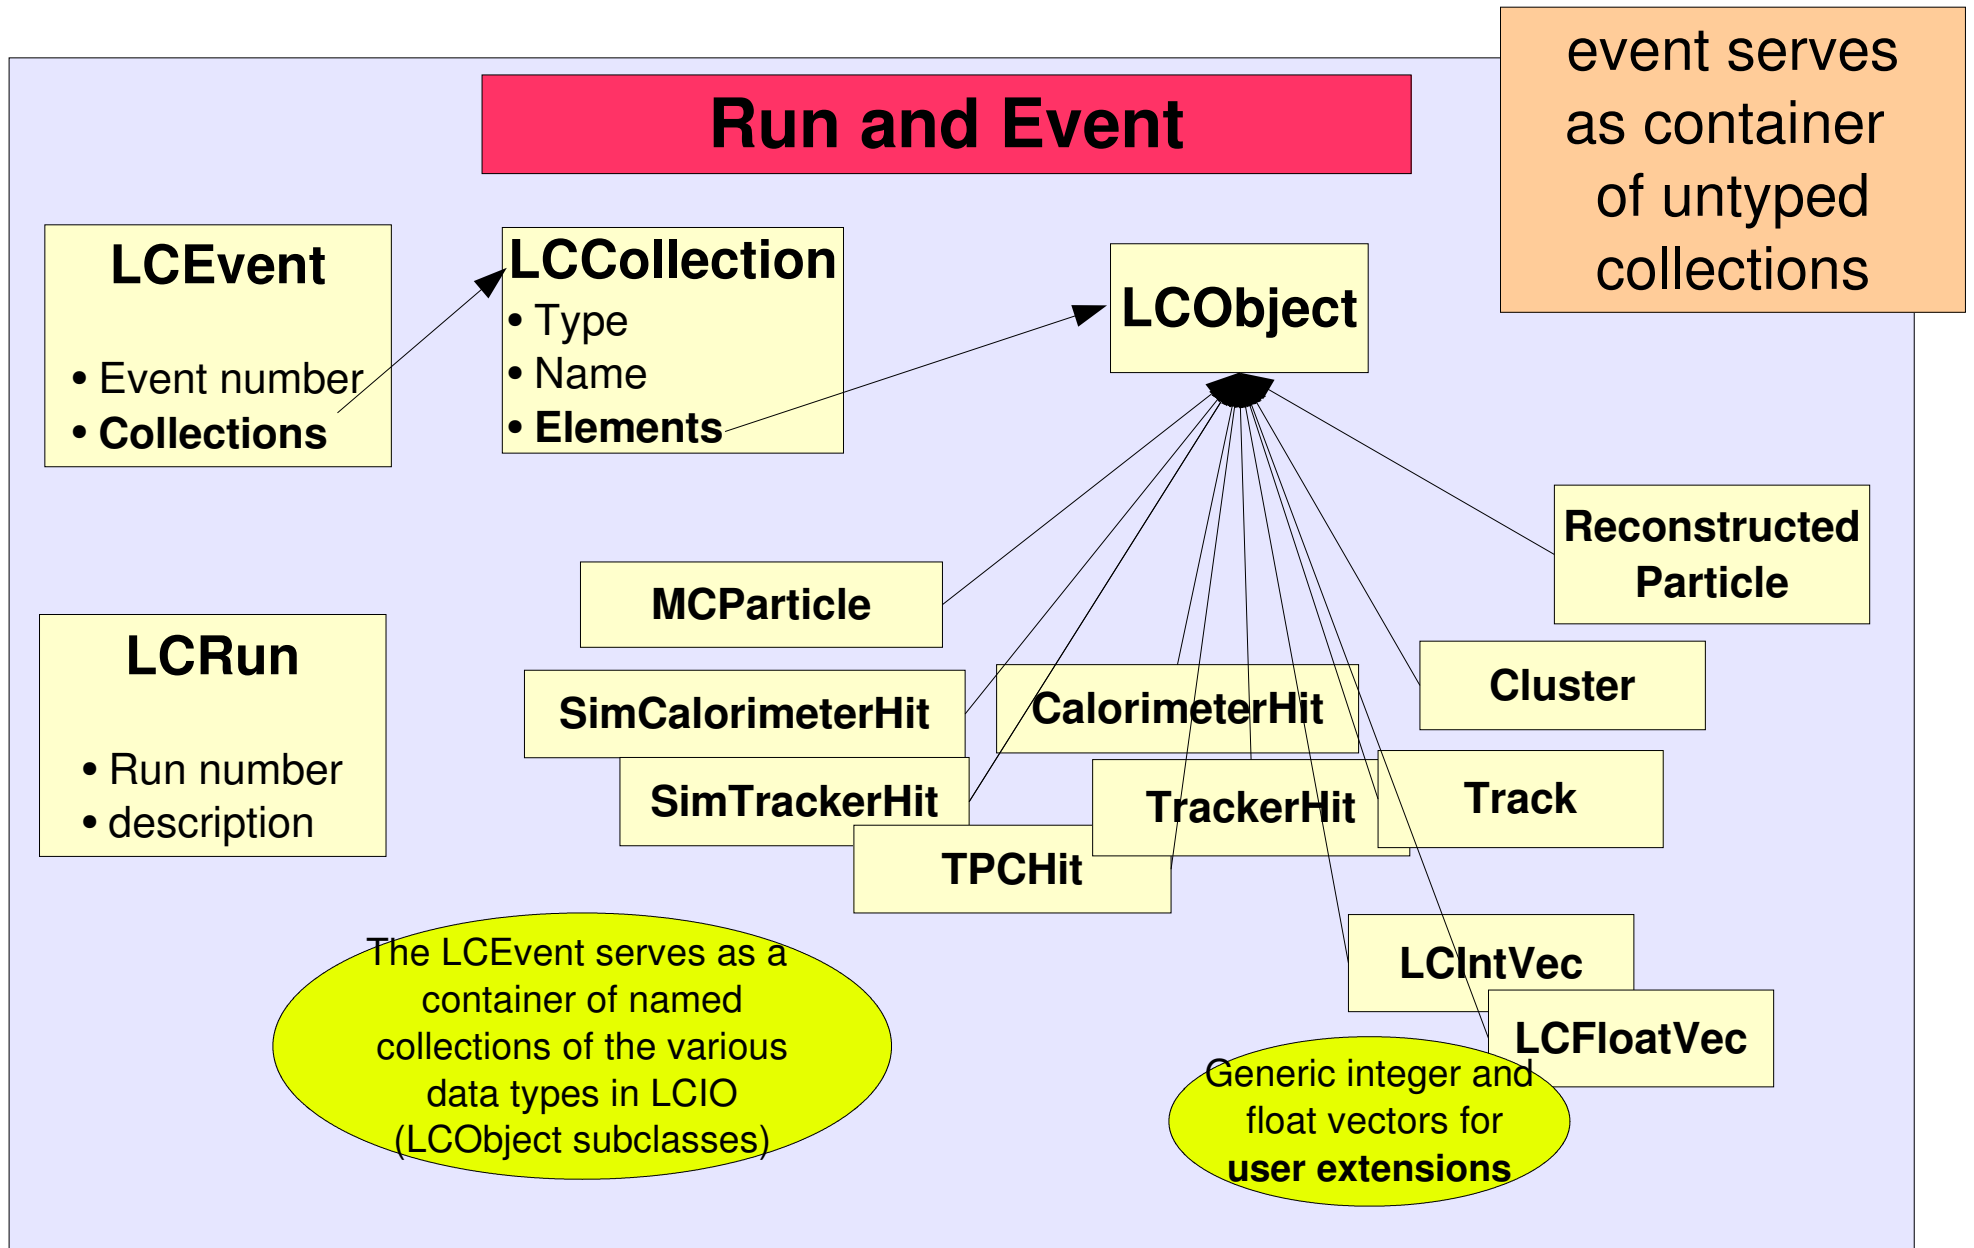 event serves
as container
of untyped
collections
Run and Event
LCEvent
• Event number
• Collections
LCCollection
• Type
• Name
• Elements
LCObject
Reconstructed
Particle
MCParticle
LCRun
• Run number
• description
SimCalorimeterHit
CalorimeterHit
Cluster
SimTrackerHit
TrackerHit
Track
TPCHit
The LCEvent serves as a
container of named
collections of the various
data types in LCIO
(LCObject subclasses)
LCIntVec
LCFloatVec
Generic integer and
float vectors for
user extensions